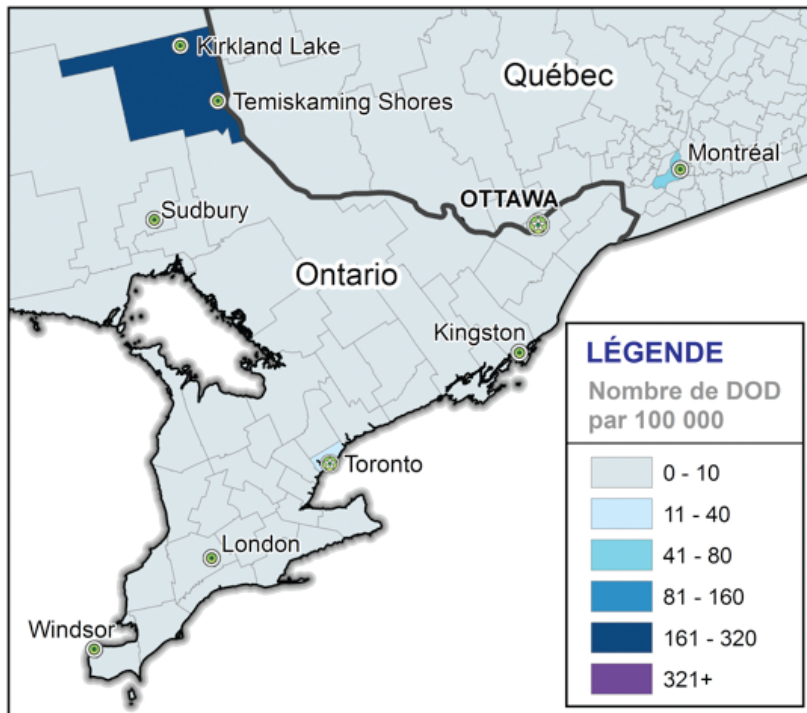 Kirkland Lake
Québec
Temiskaming Shores
Montréal
OTTAWA
Sudbury
Ontario
Kingston
Toronto
London
Windsor
LÉGENDE
Nombre de DOD
par 100 000
0 - 10
11 - 40
41 - 80
81 - 160
161 - 320
321+